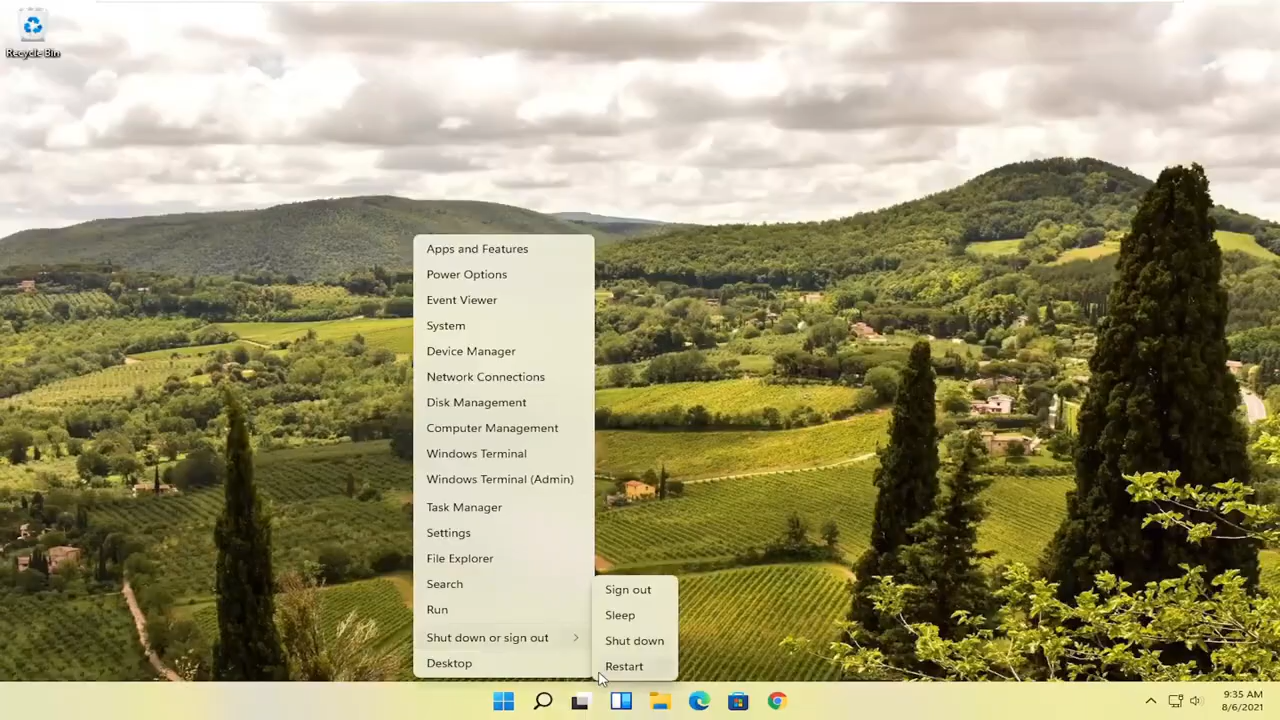 Recycle Bin
Apps and Features
Power Options
Event Viewer
System
Device Manager
Network Connections
Disk Management
Computer Management
Windows Terminal
Windows Terminal (Admin)
Task Manager
Settings
File Explorer
Search
Run
Shut down or sign out
Desktop
Sign out
Sleep
Shut down
Restart
9:35 AM
8/6/2021